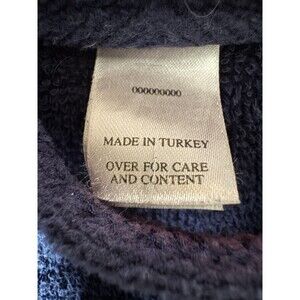 000000000
MADE IN TURKEY
OVER FOR CARE
AND CONTENT